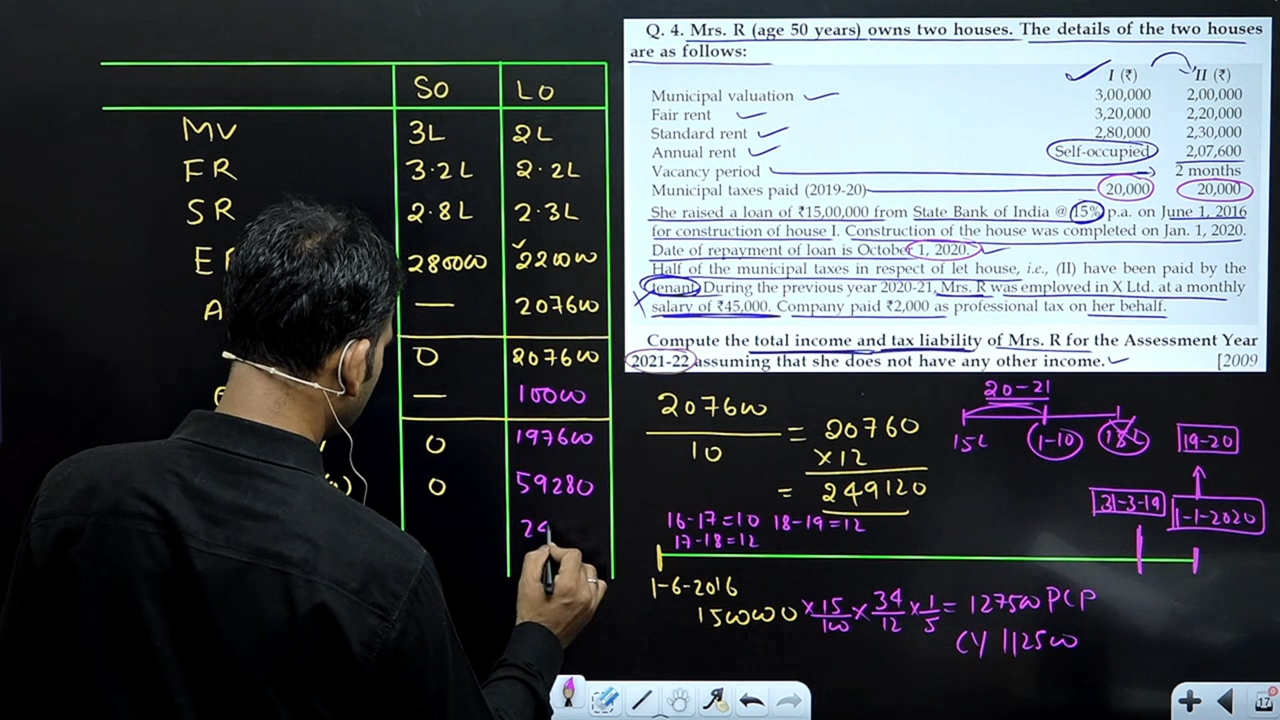 SO LO
MV 3L 2L
FR 3.2L 2.2L
SR 2.8L 2.3L
280000 220000
A — 207600
0 207600
— 10000
0 197600
0 59280
Q. 4. Mrs. R (age 50 years) owns two houses. The details of the two houses
are as follows:
I (₹) II (₹)
Municipal valuation 3,00,000 2,00,000
Fair rent 3,20,000 2,20,000
Standard rent 2,80,000 2,30,000
Annual rent Self-occupied 2,07,600
Vacancy period 2 months
Municipal taxes paid (2019-20) 20,000 20,000
She raised a loan of ₹15,00,000 from State Bank of India @ 15% p.a. on June 1, 2016
for construction of house I. Construction of the house was completed on Jan. 1, 2020.
Date of repayment of loan is October 1, 2020.
Half of the municipal taxes in respect of let house, i.e., (II) have been paid by the
tenant. During the previous year 2020-21, Mrs. R was employed in X Ltd. at a monthly
salary of ₹45,000. Company paid ₹2,000 as professional tax on her behalf.
Compute the total income and tax liability of Mrs. R for the Assessment Year
2021-22 assuming that she does not have any other income. [2009
207600
10
= 20760
×12
= 249120
20-21
15L 1-10
19-20
31-3-19 1-1-2020
16-17=10 18-19=12
17-18=12
1-6-2016
1500000 × 15/100 × 34/12 × 1/5 = 127500 PCP
CY 112500
17